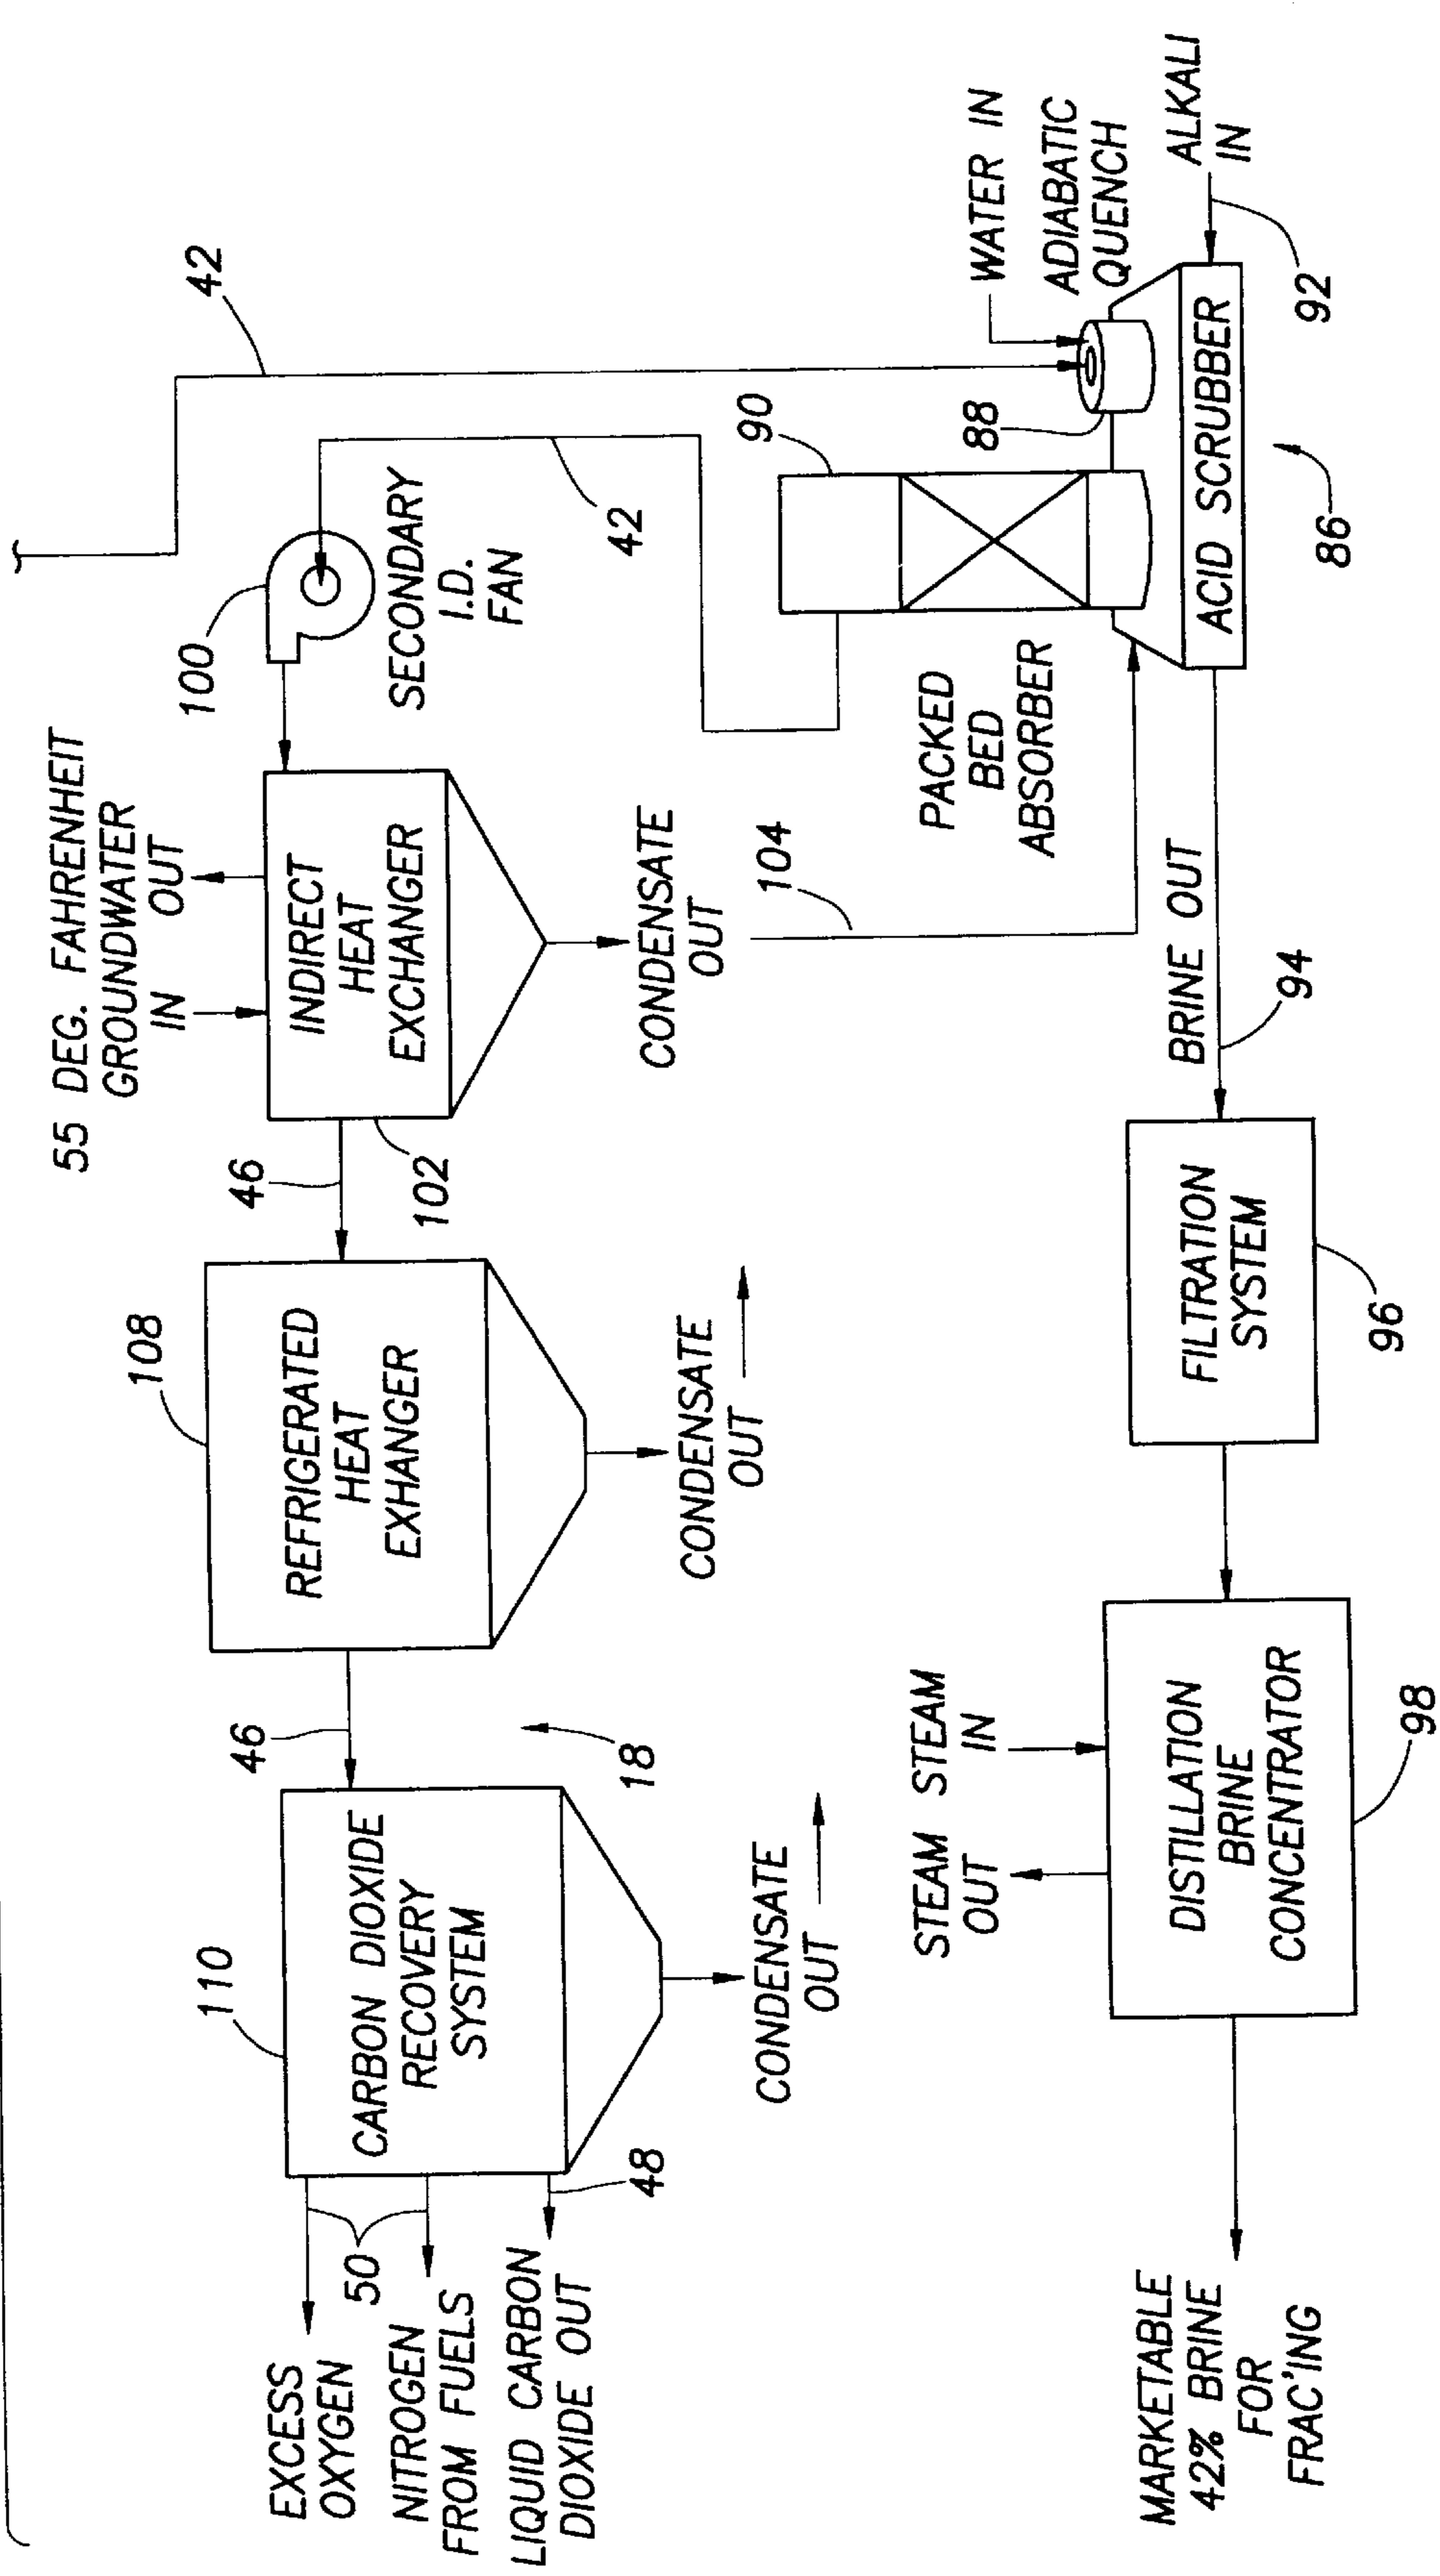 42
WATER IN
ADIABATIC
QUENCH
ALKALI
IN
92
100
SECONDARY
I.D.
FAN
42
90
88
ACID SCRUBBER
86
55 DEG. FAHRENHEIT
GROUNDWATER
IN
OUT
INDIRECT
HEAT
EXCHANGER
CONDENSATE
OUT
104
PACKED
BED
ABSORBER
BRINE OUT
94
46
102
108
REFRIGERATED
HEAT
EXHANGER
CONDENSATE
OUT
FILTRATION
SYSTEM
96
46
18
110
CARBON DIOXIDE
RECOVERY
SYSTEM
CONDENSATE
OUT
STEAM STEAM
OUT
IN
DISTILLATION
BRINE
CONCENTRATOR
98
50
48
EXCESS
OXYGEN
NITROGEN
FROM FUELS
LIQUID CARBON
DIOXIDE OUT
MARKETABLE
42% BRINE
FOR
FRAC'ING